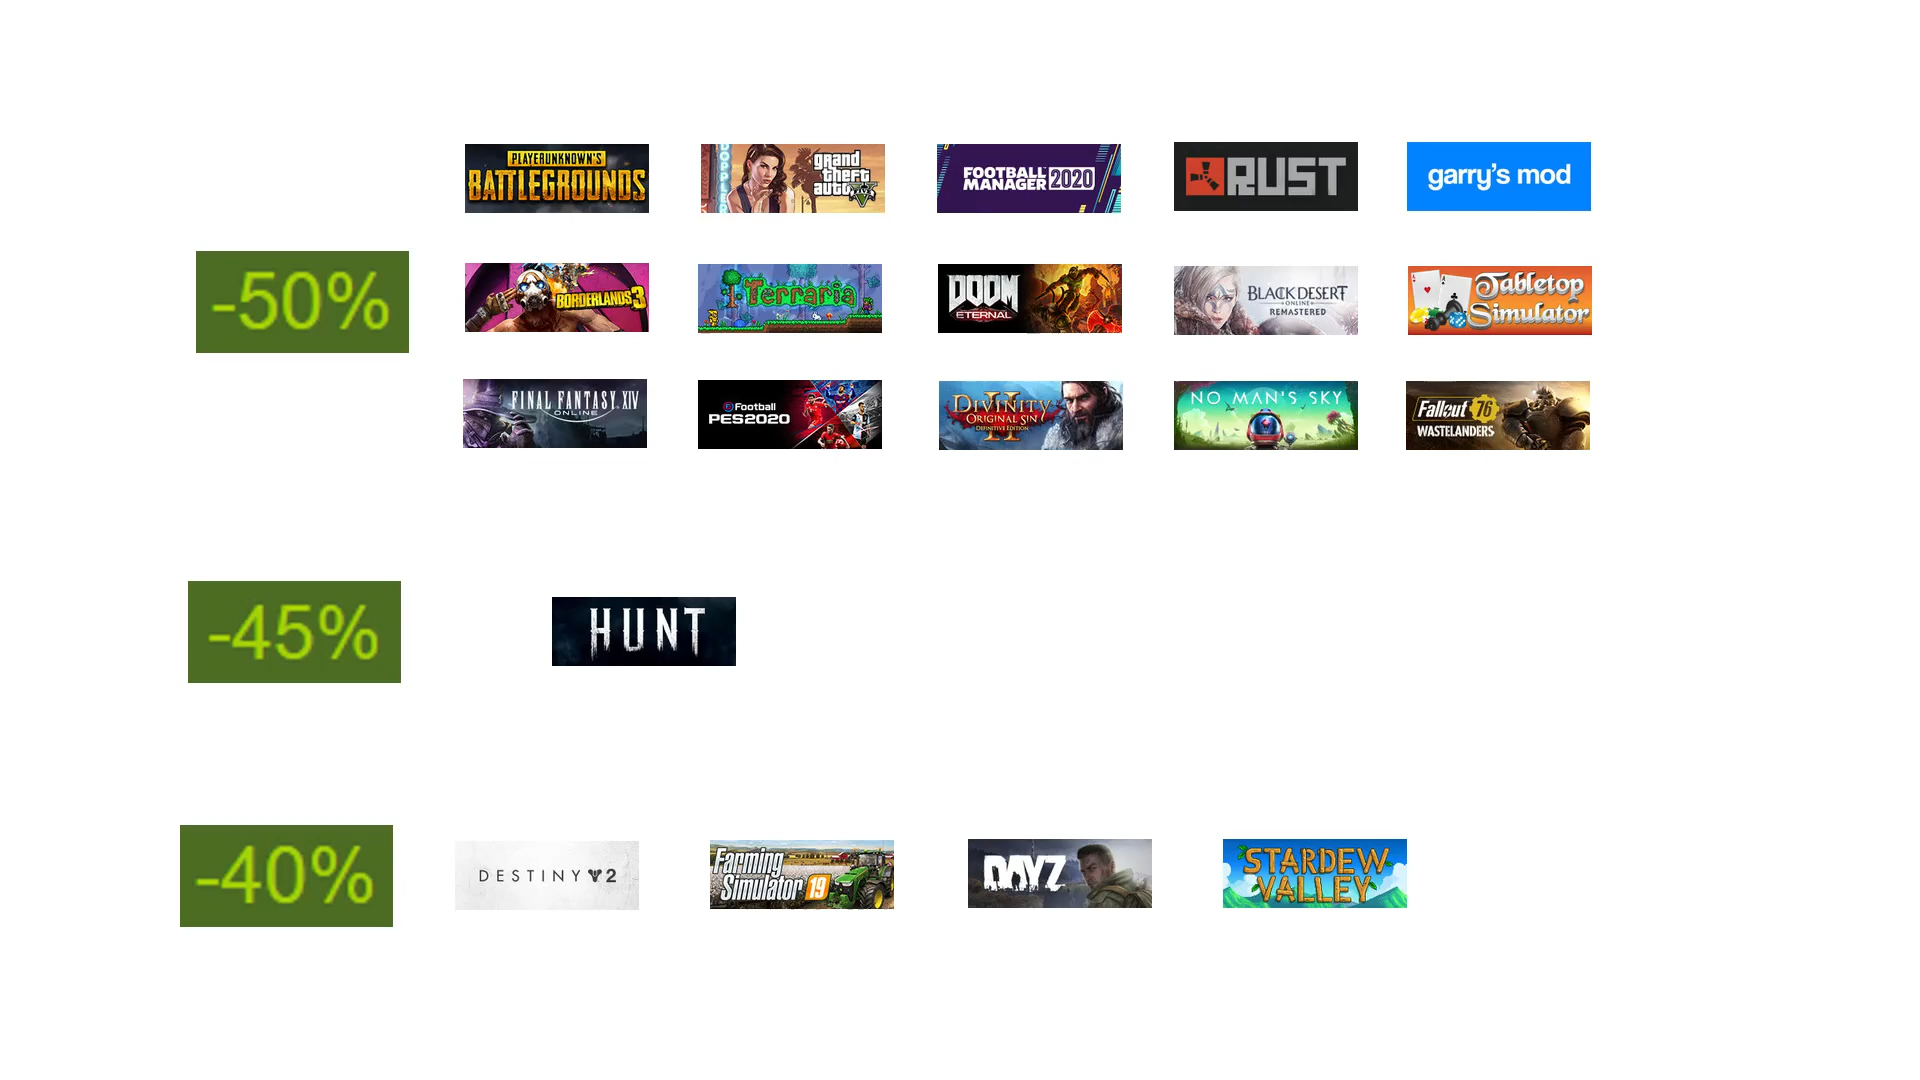 PLAYERUNKNOWN'S
BATTLEGROUNDS
grand
theft
auto
V
FOOTBALL
MANAGER 2020
RUST
garry's mod
-50%
BORDERLANDS 3
Terraria
DOOM
ETERNAL
BLACK DESERT
ONLINE
REMASTERED
Tabletop
Simulator
FINAL FANTASY XIV
ONLINE
eFootball
PES2020
DIVINITY
II
ORIGINAL SIN
DEFINITIVE EDITION
NO MAN'S SKY
Fallout 76
WASTELANDERS
-45%
HUNT
-40%
DESTINY 2
Farming
Simulator 19
DAYZ
STARDEW
VALLEY